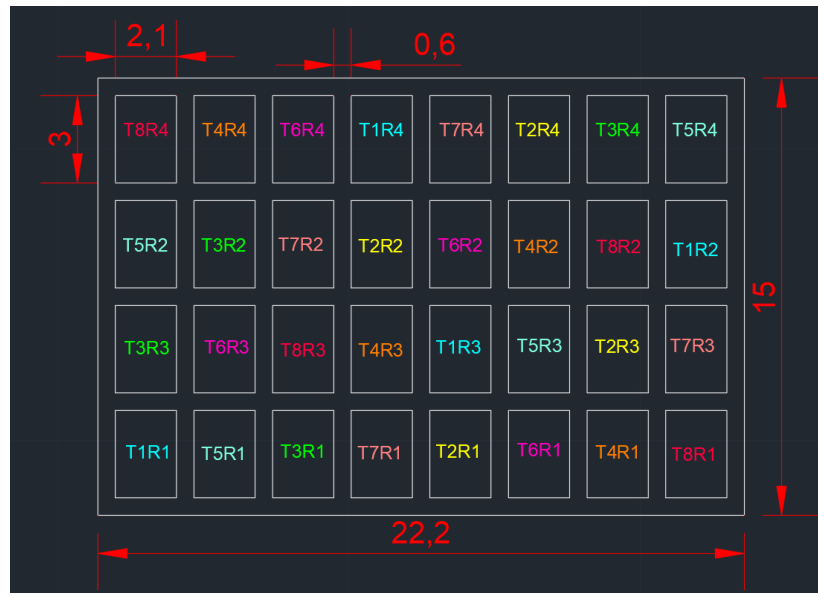 2,1
0,6
T8R4 T4R4 T6R4 T1R4 T7R4 T2R4 T3R4 T5R4
3
T5R2 T3R2 T7R2 T2R2 T6R2 T4R2 T8R2 T1R2
15
T3R3 T6R3 T8R3 T4R3 T1R3 T5R3 T2R3 T7R3
T1R1 T5R1 T3R1 T7R1 T2R1 T6R1 T4R1 T8R1
22,2